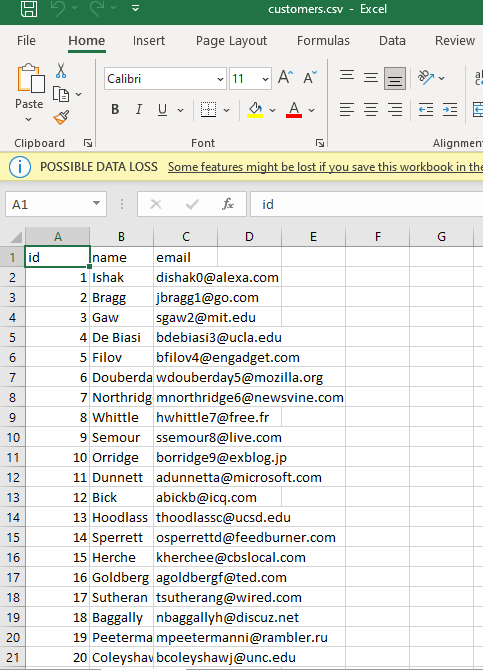 customers.csv - Excel
File Home Insert Page Layout Formulas Data Review
Paste
Calibri 11 A A
B I U A
Clipboard Font Alignmen
POSSIBLE DATA LOSS Some features might be lost if you save this workbook in the
A1 fx id
A B C D E F G
1 id name email
2 1 Ishak dishak0@alexa.com
3 2 Bragg jbragg1@go.com
4 3 Gaw sgaw2@mit.edu
5 4 De Biasi bdebiasi3@ucla.edu
6 5 Filov bfilov4@engadget.com
7 6 Douberda wdouberday5@mozilla.org
8 7 Northridg mnorthridge6@newsvine.com
9 8 Whittle hwhittle7@free.fr
10 9 Semour ssemour8@live.com
11 10 Orridge borridge9@exblog.jp
12 11 Dunnett adunnetta@microsoft.com
13 12 Bick abickb@icq.com
14 13 Hoodlass thoodlassc@ucsd.edu
15 14 Sperrett osperrettd@feedburner.com
16 15 Herche kherchee@cbslocal.com
17 16 Goldberg agoldbergf@ted.com
18 17 Sutheran tsutherang@wired.com
19 18 Baggally nbaggallyh@discuz.net
20 19 Peeterma mpeetermanni@rambler.ru
21 20 Coleyshaw bcoleyshawj@unc.edu